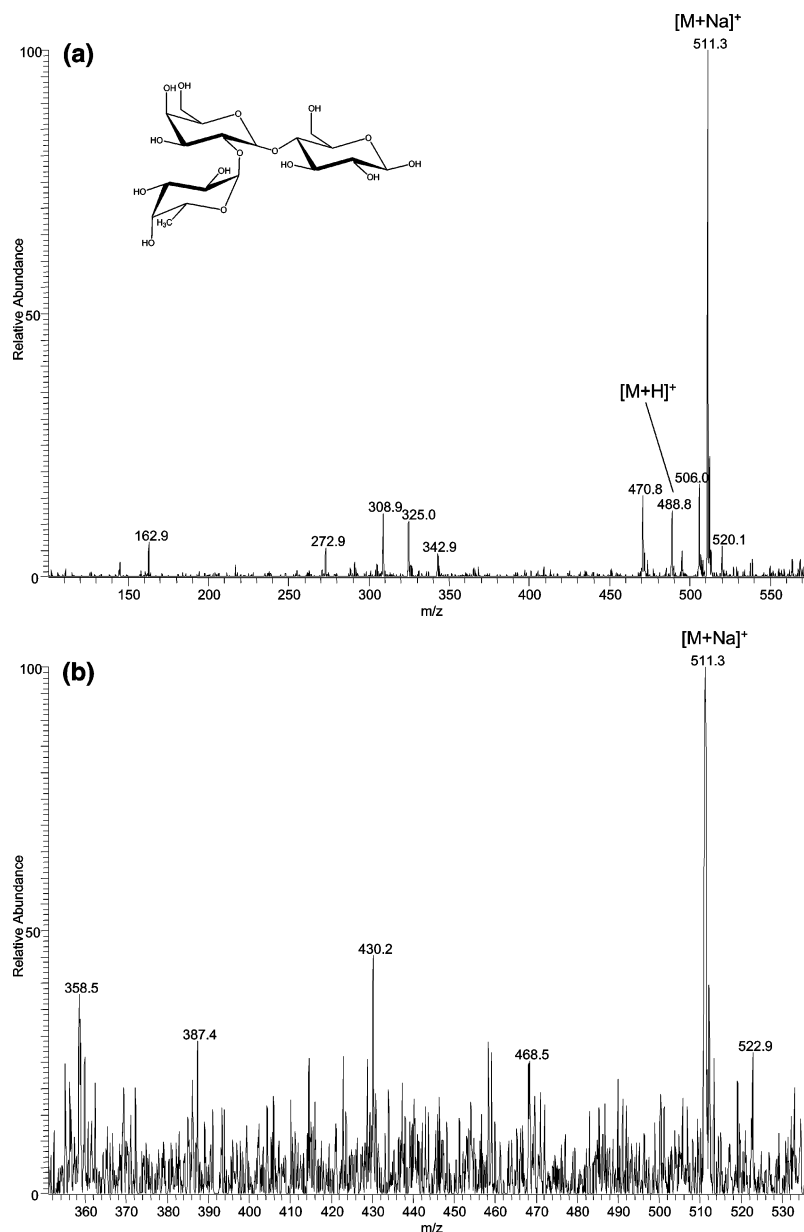 [M+Na]+
(a)
100
511.3
OH OH
O
HO
O
O
OH
O
HO
OH
OH
OH
HO
O
H3C
HO
Relative Abundance
50
[M+H]+
506.0
470.8
488.8
308.9
325.0
162.9
272.9
342.9
520.1
0
150 200 250 300 350 400 450 500 550
m/z
[M+Na]+
(b)
100
511.3
Relative Abundance
50
430.2
358.5
387.4
468.5
522.9
0
360 370 380 390 400 410 420 430 440 450 460 470 480 490 500 510 520 530
m/z